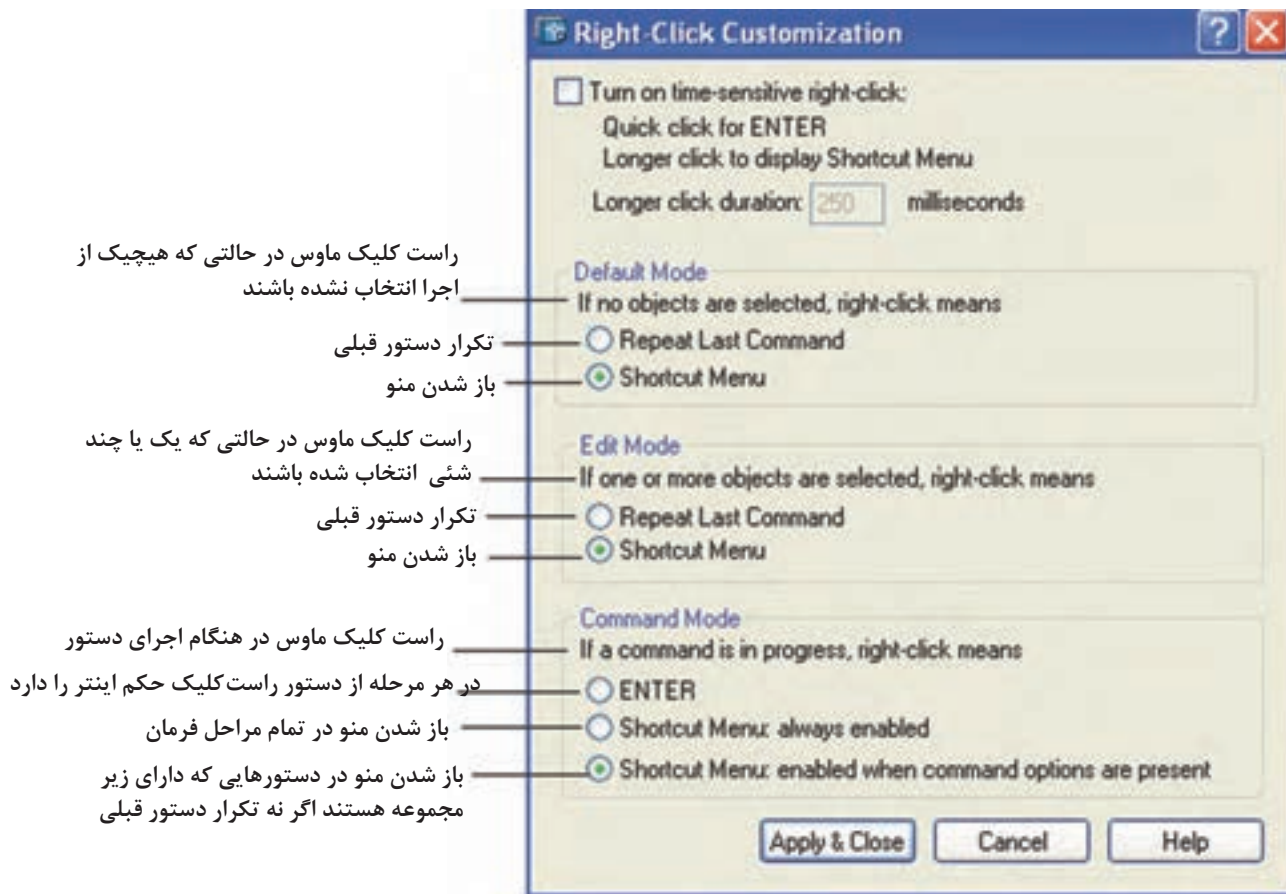 Right-Click Customization
Turn on time-sensitive right-click:
Quick click for ENTER
Longer click to display Shortcut Menu
Longer click duration: 250 milliseconds
راست کلیک ماوس در حالتی که هیچیک از
اجرا انتخاب نشده باشند
Default Mode
If no objects are selected, right-click means
تکرار دستور قبلی
Repeat Last Command
باز شدن منو
Shortcut Menu
راست کلیک ماوس در حالتی که یک یا چند
شئی انتخاب شده باشند
Edit Mode
If one or more objects are selected, right-click means
تکرار دستور قبلی
Repeat Last Command
باز شدن منو
Shortcut Menu
Command Mode
راست کلیک ماوس در هنگام اجرای دستور
If a command is in progress, right-click means
در هر مرحله از دستور راست کلیک حکم اینتر را دارد
ENTER
باز شدن منو در تمام مراحل فرمان
Shortcut Menu: always enabled
باز شدن منو در دستورهایی که دارای زیر
مجموعه هستند اگر نه تکرار دستور قبلی
Shortcut Menu: enabled when command options are present
Apply & Close
Cancel
Help